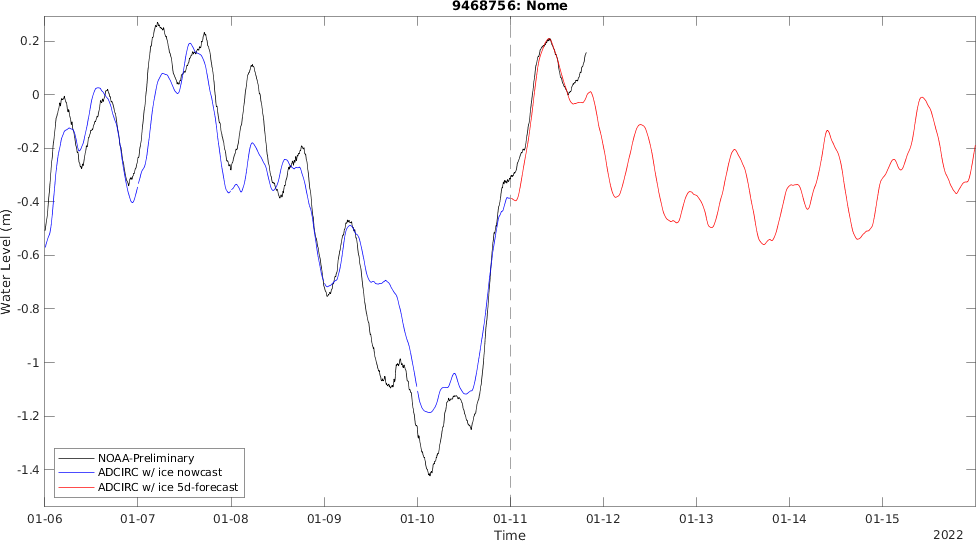 9468756: Nome
Water Level (m)
0.2
0
-0.2
-0.4
-0.6
-0.8
-1
-1.2
-1.4
NOAA-Preliminary
ADCIRC w/ ice nowcast
ADCIRC w/ ice 5d-forecast
01-06 01-07 01-08 01-09 01-10 01-11 01-12 01-13 01-14 01-15
Time
2022